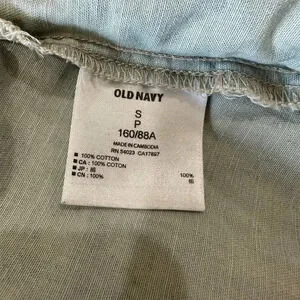 OLD NAVY
S
P
160/88A
MADE IN CAMBODIA
RN 54023 CA17897
■ 100% COTTON
■ CA : 100% COTTON
■ JP : 綿 100%
■ CN : 100% 棉